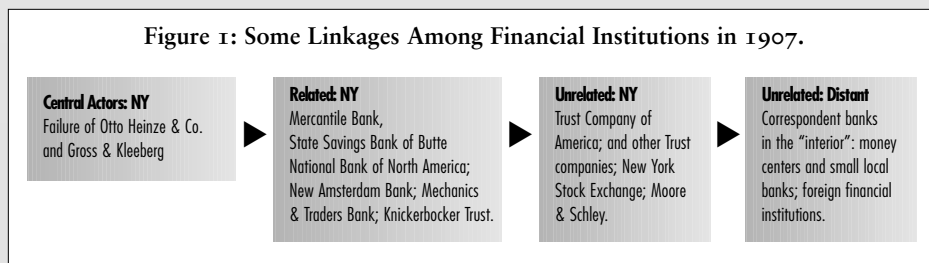 Figure 1: Some Linkages Among Financial Institutions in 1907.
Central Actors: NY
Failure of Otto Heinze & Co.
and Gross & Kleeberg
Related: NY
Mercantile Bank,
State Savings Bank of Butte
National Bank of North America;
New Amsterdam Bank; Mechanics
& Traders Bank; Knickerbocker Trust.
Unrelated: NY
Trust Company of
America; and other Trust
companies; New York
Stock Exchange; Moore
& Schley.
Unrelated: Distant
Correspondent banks
in the “interior”: money
centers and small local
banks; foreign financial
institutions.